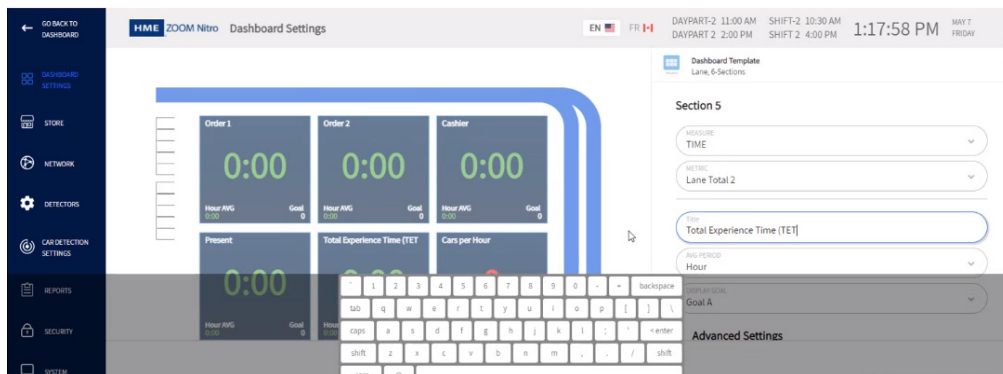 GO BACK TO
DASHBOARD
HME ZOOM Nitro Dashboard Settings
EN FR
DAYPART-2 11:00 AM SHIFT-2 10:30 AM
DAYPART 2 2:00 PM SHIFT 2 4:00 PM
1:17:58 PM
MAY 7
FRIDAY
DASHBOARD
SETTINGS
STORE
NETWORK
DETECTORS
CAR DETECTION
SETTINGS
REPORTS
SECURITY
SYSTEM
Order 1
0:00
Hour AVG Goal
0:00 0
Order 2
0:00
Hour AVG Goal
0:00 0
Cashier
0:00
Hour AVG Goal
0:00 0
Present
0:00
Hour AVG Goal
0:00 0
Total Experience Time (TET
Cars per Hour
Dashboard Template
Lane, 6-Sections
Section 5
MEASURE
TIME
METRIC
Lane Total 2
Title
Total Experience Time (TET
AVG PERIOD
Hour
DISPLAY GOAL
Goal A
Advanced Settings
` 1 2 3 4 5 6 7 8 9 0 - = backspace
tab q w e r t y u i o p [ ] \
caps a s d f g h j k l ; ' < enter
shift z x c v b n m , . / shift